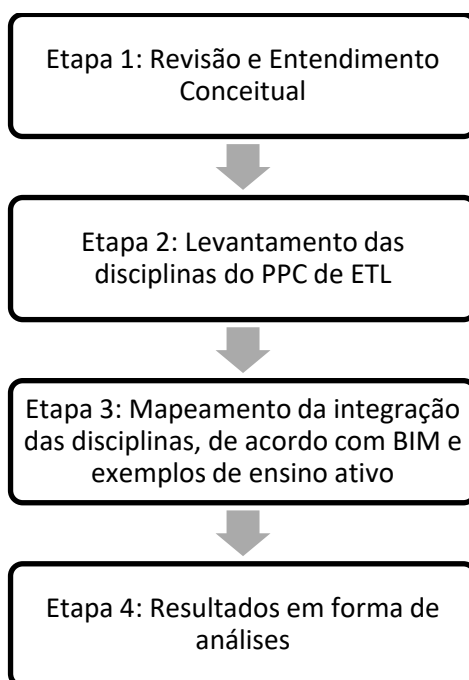 Etapa 1: Revisão e Entendimento
Conceitual
Etapa 2: Levantamento das
disciplinas do PPC de ETL
Etapa 3: Mapeamento da integração
das disciplinas, de acordo com BIM e
exemplos de ensino ativo
Etapa 4: Resultados em forma de
análises